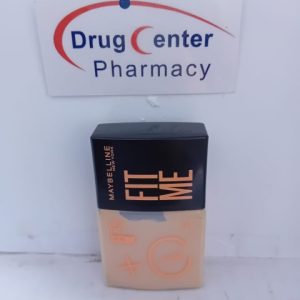 Drug Center
Pharmacy
MAYBELLINE
NEW YORK
FIT
ME
+ C